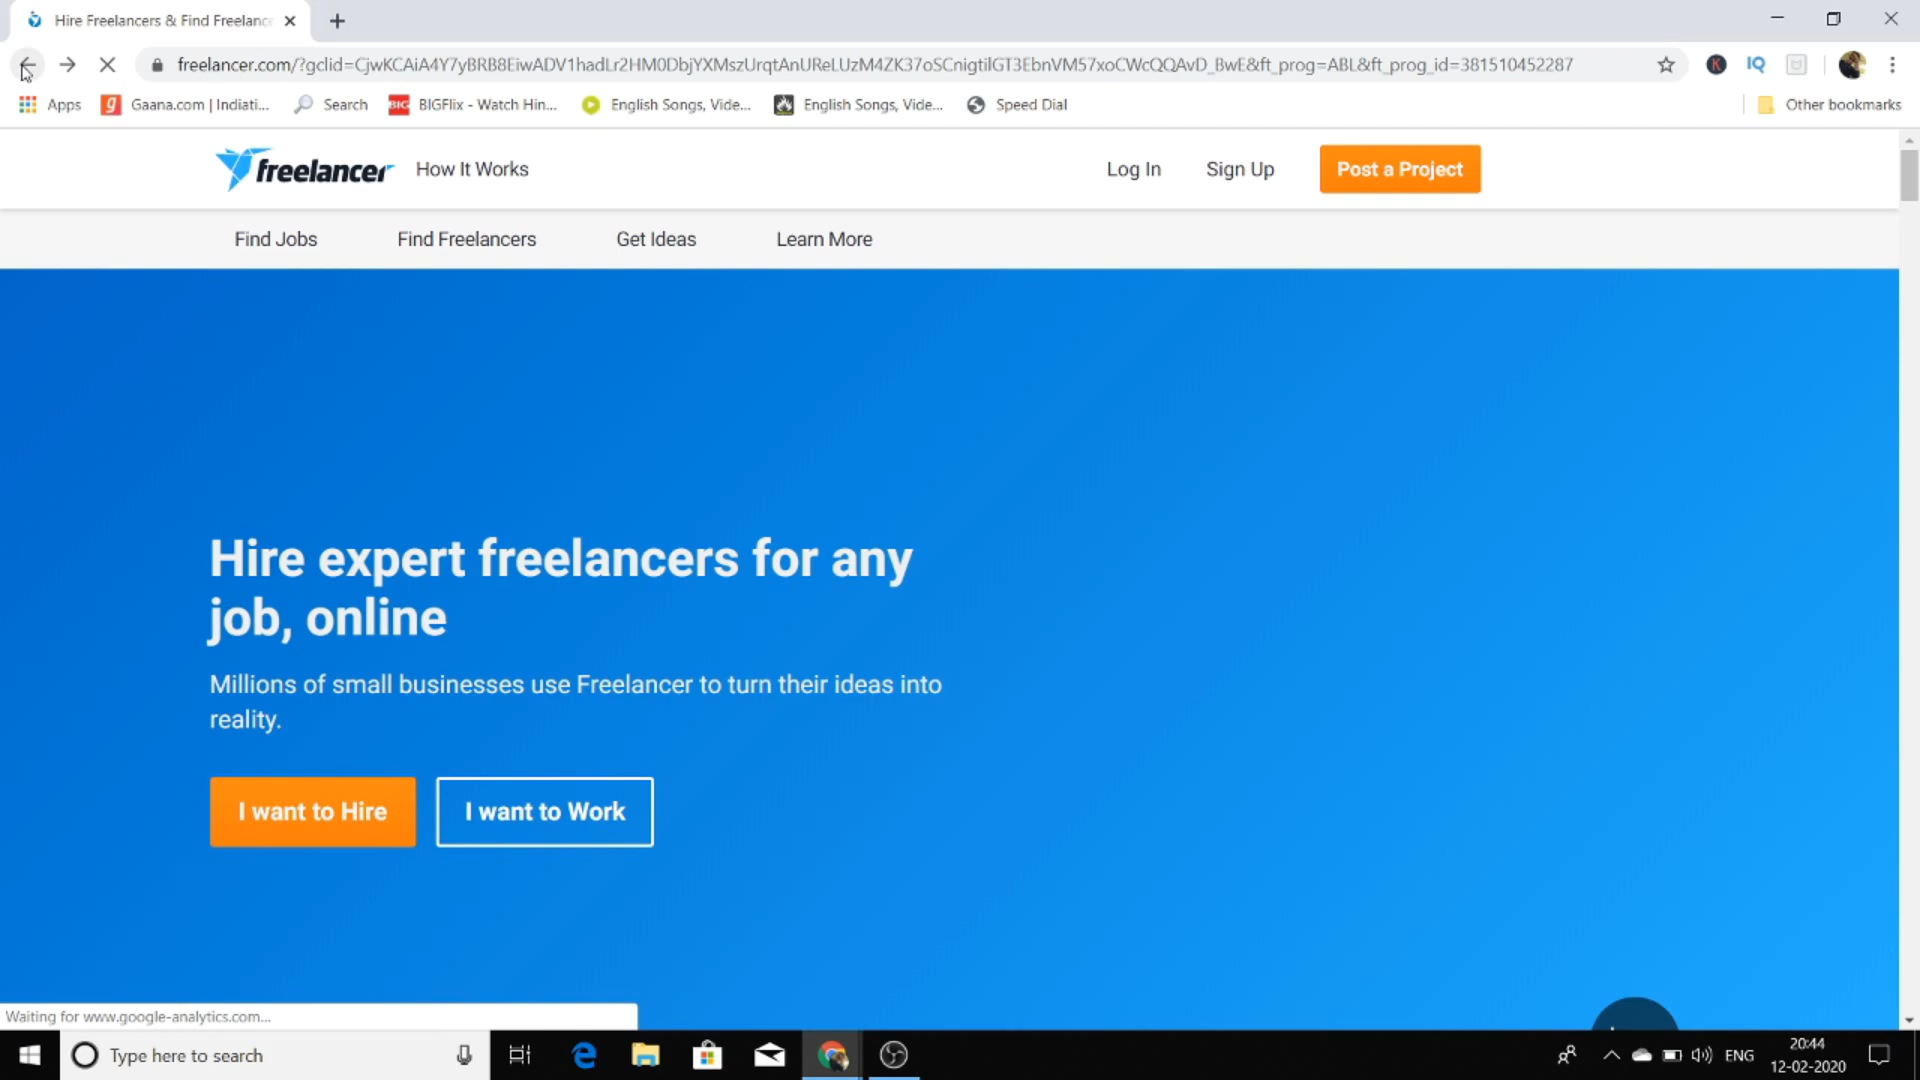 Hire Freelancers & Find Freelanc
freelancer.com/?gclid=CjwKCAiA4Y7yBRB8EiwADV1hadLr2HM0DbjYXMszUrqtAnUReLUzM4ZK37oSCnigtilGT3EbnVM57xoCWcQQAvD_BwE&ft_prog=ABL&ft_prog_id=381510452287
K
IQ
Apps
g
Gaana.com | Indiati...
Search
BIG
BIGFlix - Watch Hin...
English Songs, Vide...
English Songs, Vide...
Speed Dial
Other bookmarks
freelancer
How It Works
Log In
Sign Up
Post a Project
Find Jobs
Find Freelancers
Get Ideas
Learn More
Hire expert freelancers for any
job, online
Millions of small businesses use Freelancer to turn their ideas into
reality.
I want to Hire
I want to Work
Waiting for www.google-analytics.com...
Type here to search
ENG
20:44
12-02-2020